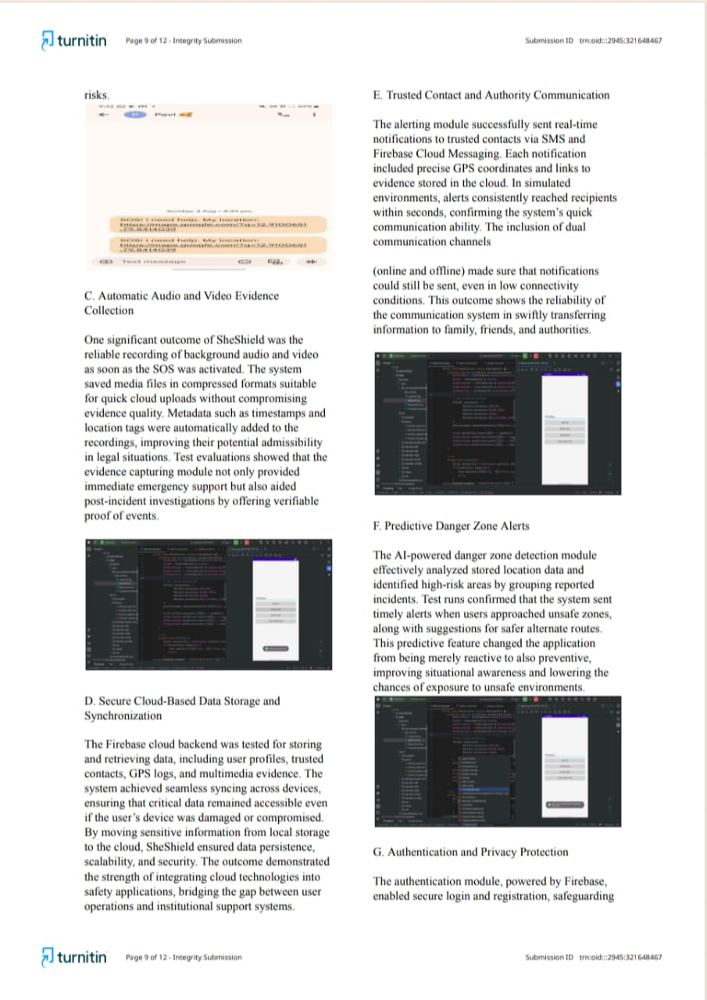 turnitin
Page 9 of 12 - Integrity Submission
Submission ID trn:oid:::2945:321648467
risks.
Pavi
Sunday, 3 Aug • 4:35 pm
SOS! I need help. My location:
SOS! I need help. My location:
Text message
C. Automatic Audio and Video Evidence
Collection
One significant outcome of SheShield was the
reliable recording of background audio and video
as soon as the SOS was activated. The system
saved media files in compressed formats suitable
for quick cloud uploads without compromising
evidence quality. Metadata such as timestamps and
location tags were automatically added to the
recordings, improving their potential admissibility
in legal situations. Test evaluations showed that the
evidence capturing module not only provided
immediate emergency support but also aided
post-incident investigations by offering verifiable
proof of events.
D. Secure Cloud-Based Data Storage and
Synchronization
The Firebase cloud backend was tested for storing
and retrieving data, including user profiles, trusted
contacts, GPS logs, and multimedia evidence. The
system achieved seamless syncing across devices,
ensuring that critical data remained accessible even
if the user's device was damaged or compromised.
By moving sensitive information from local storage
to the cloud, SheShield ensured data persistence,
scalability, and security. The outcome demonstrated
the strength of integrating cloud technologies into
safety applications, bridging the gap between user
operations and institutional support systems.
E. Trusted Contact and Authority Communication
The alerting module successfully sent real-time
notifications to trusted contacts via SMS and
Firebase Cloud Messaging. Each notification
included precise GPS coordinates and links to
evidence stored in the cloud. In simulated
environments, alerts consistently reached recipients
within seconds, confirming the system's quick
communication ability. The inclusion of dual
communication channels
(online and offline) made sure that notifications
could still be sent, even in low connectivity
conditions. This outcome shows the reliability of
the communication system in swiftly transferring
information to family, friends, and authorities.
F. Predictive Danger Zone Alerts
The AI-powered danger zone detection module
effectively analyzed stored location data and
identified high-risk areas by grouping reported
incidents. Test runs confirmed that the system sent
timely alerts when users approached unsafe zones,
along with suggestions for safer alternate routes.
This predictive feature changed the application
from being merely reactive to also preventive,
improving situational awareness and lowering the
chances of exposure to unsafe environments.
G. Authentication and Privacy Protection
The authentication module, powered by Firebase,
enabled secure login and registration, safeguarding
turnitin
Page 9 of 12 - Integrity Submission
Submission ID trn:oid:::2945:321648467